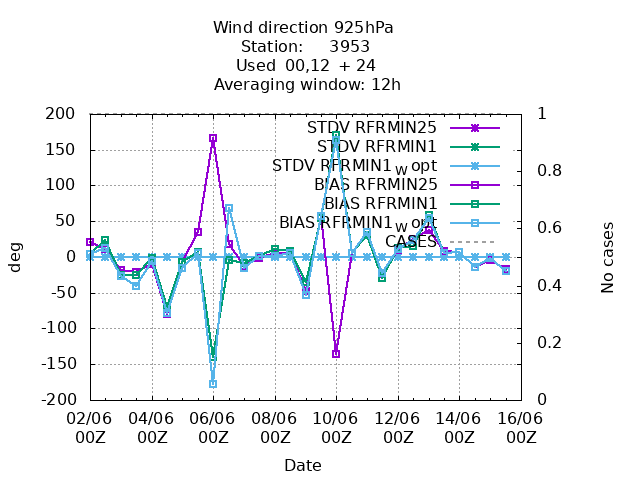 Wind direction 925hPa
Station: 3953
Used 00,12 + 24
Averaging window: 12h
200 1
STDV RFRMIN25
150 STDV RFRMIN1
STDV RFRMIN1w opt 0.8
100 BIAS RFRMIN25
BIAS RFRMIN1
50 BIAS RFRMIN1w opt 0.6
CASES
0
-50 0.4
-100
0.2
-150
-200 0
deg
No cases
02/06 04/06 06/06 08/06 10/06 12/06 14/06 16/06
00Z 00Z 00Z 00Z 00Z 00Z 00Z 00Z
Date